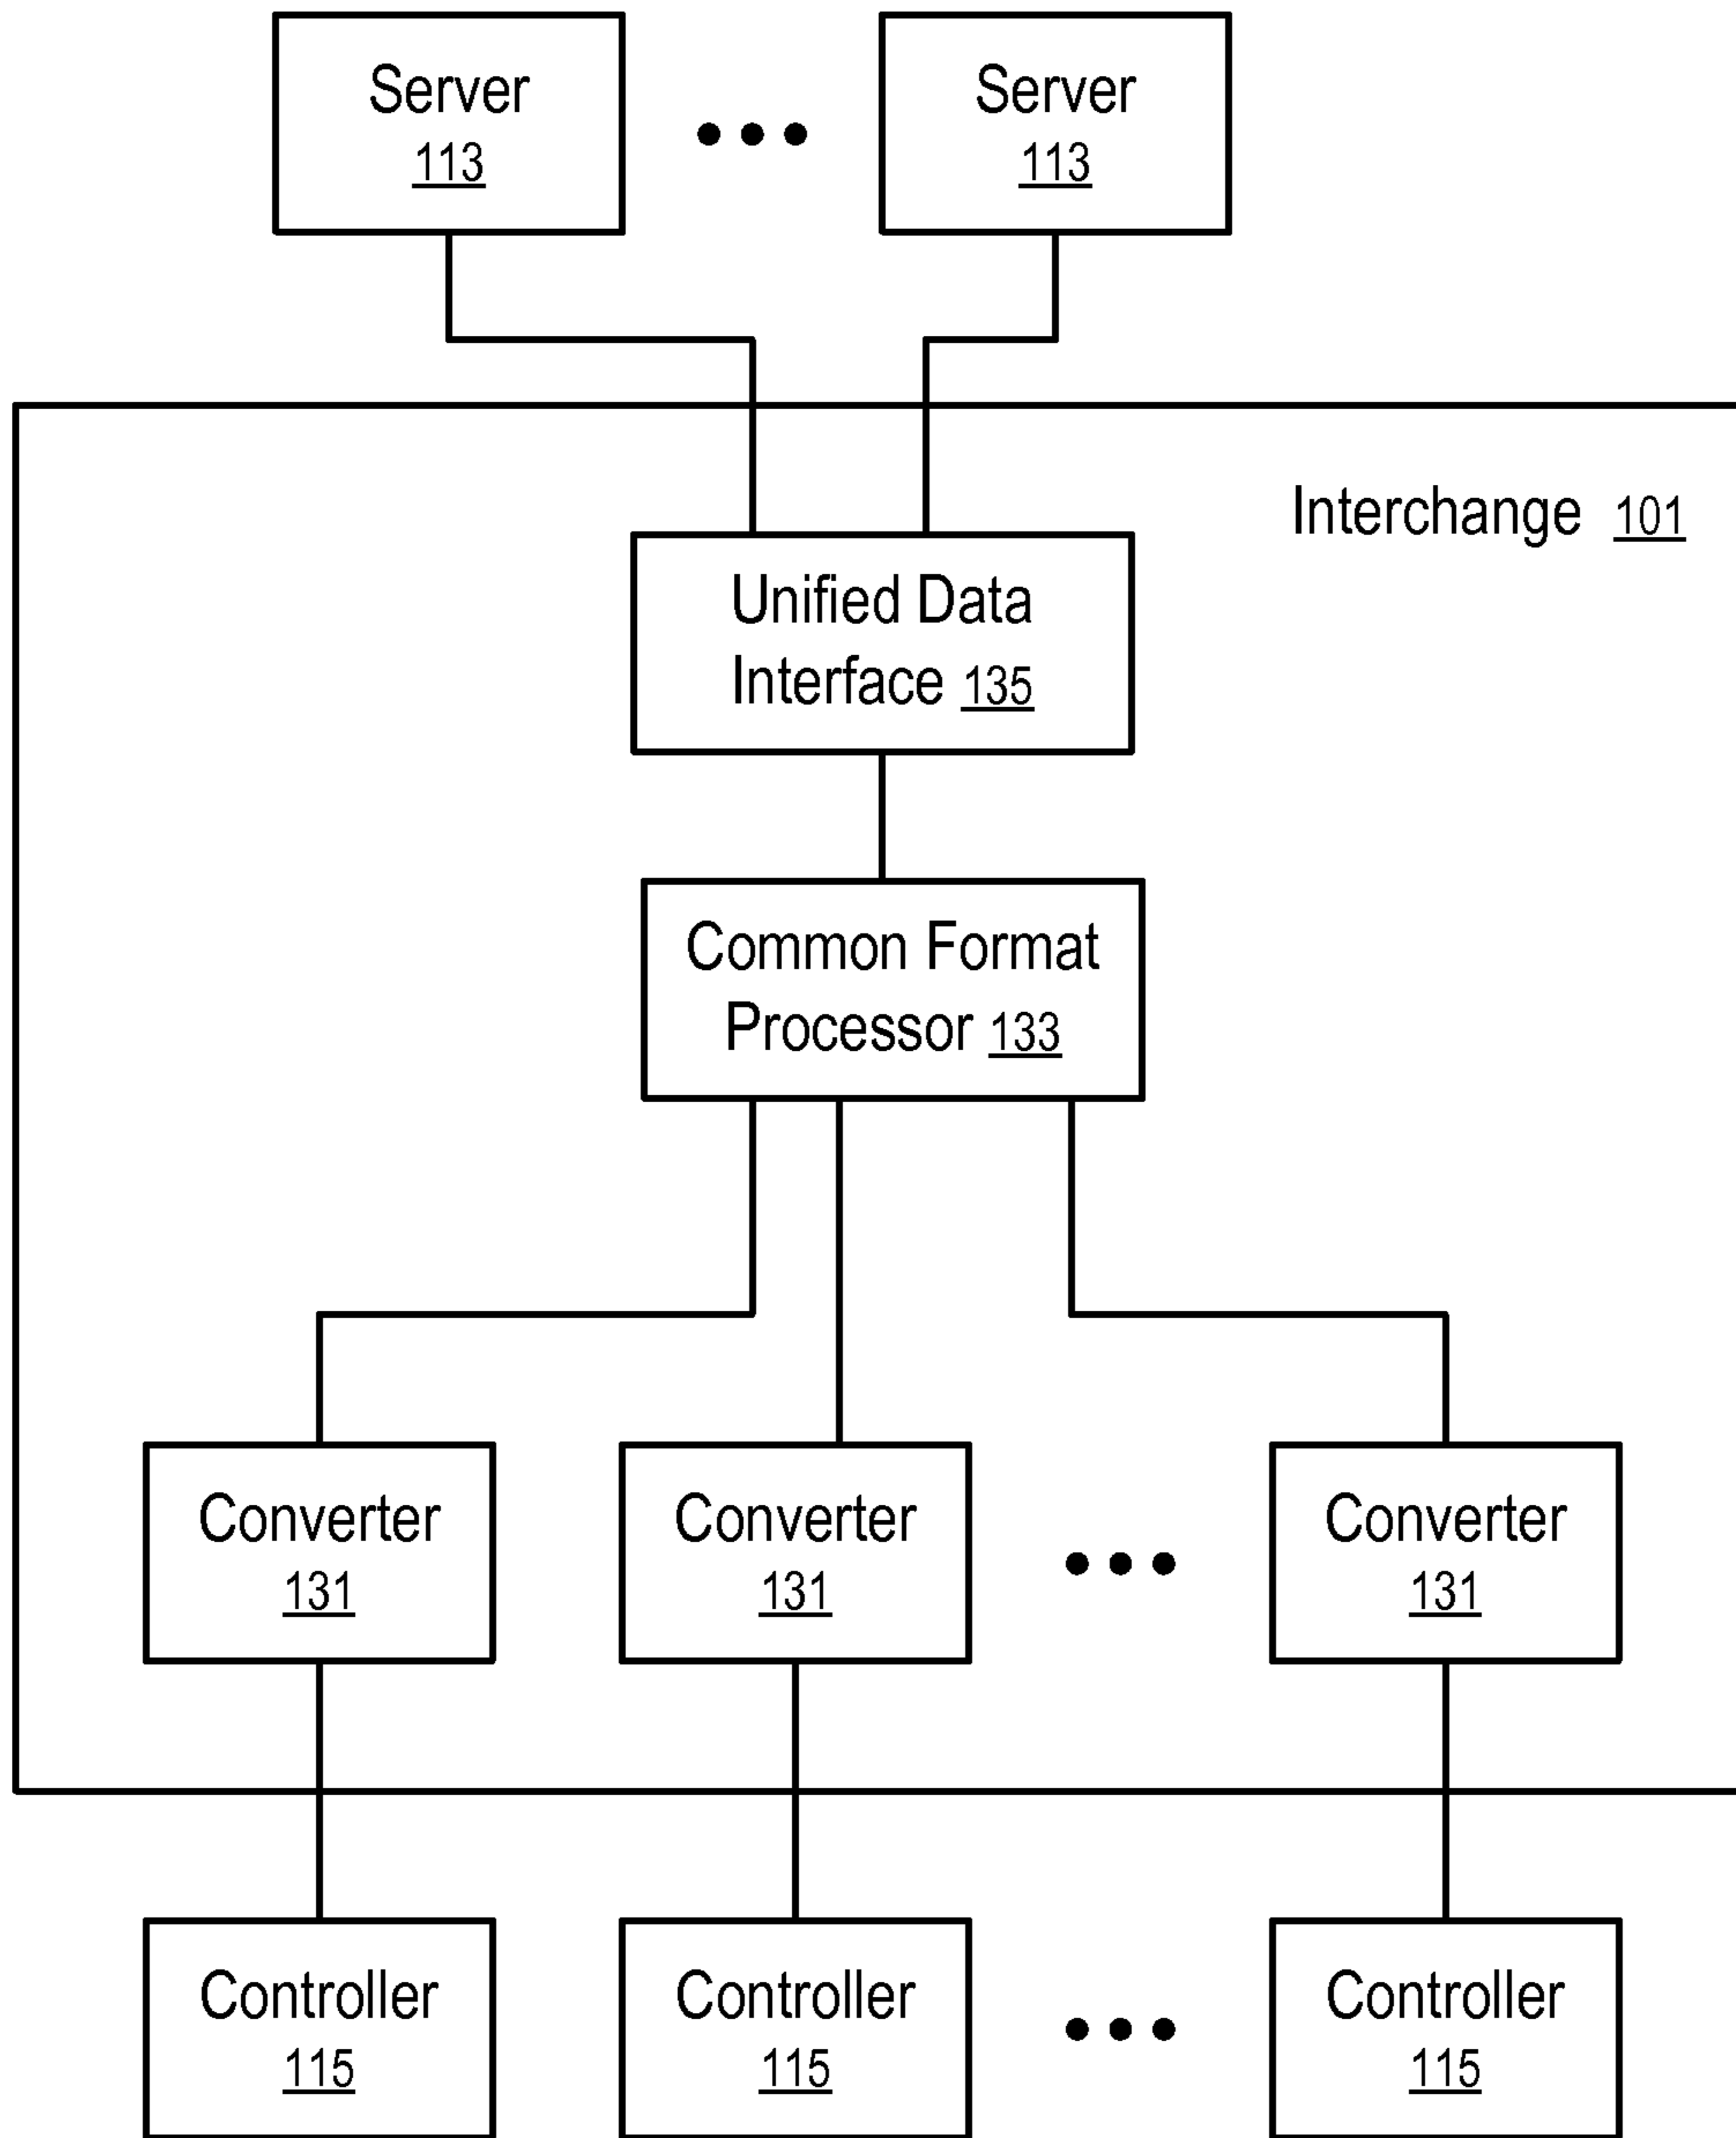 Server
113
Server
113
Interchange 101
Unified Data
Interface 135
Common Format
Processor 133
Converter
131
Converter
131
Converter
131
Controller
115
Controller
115
Controller
115